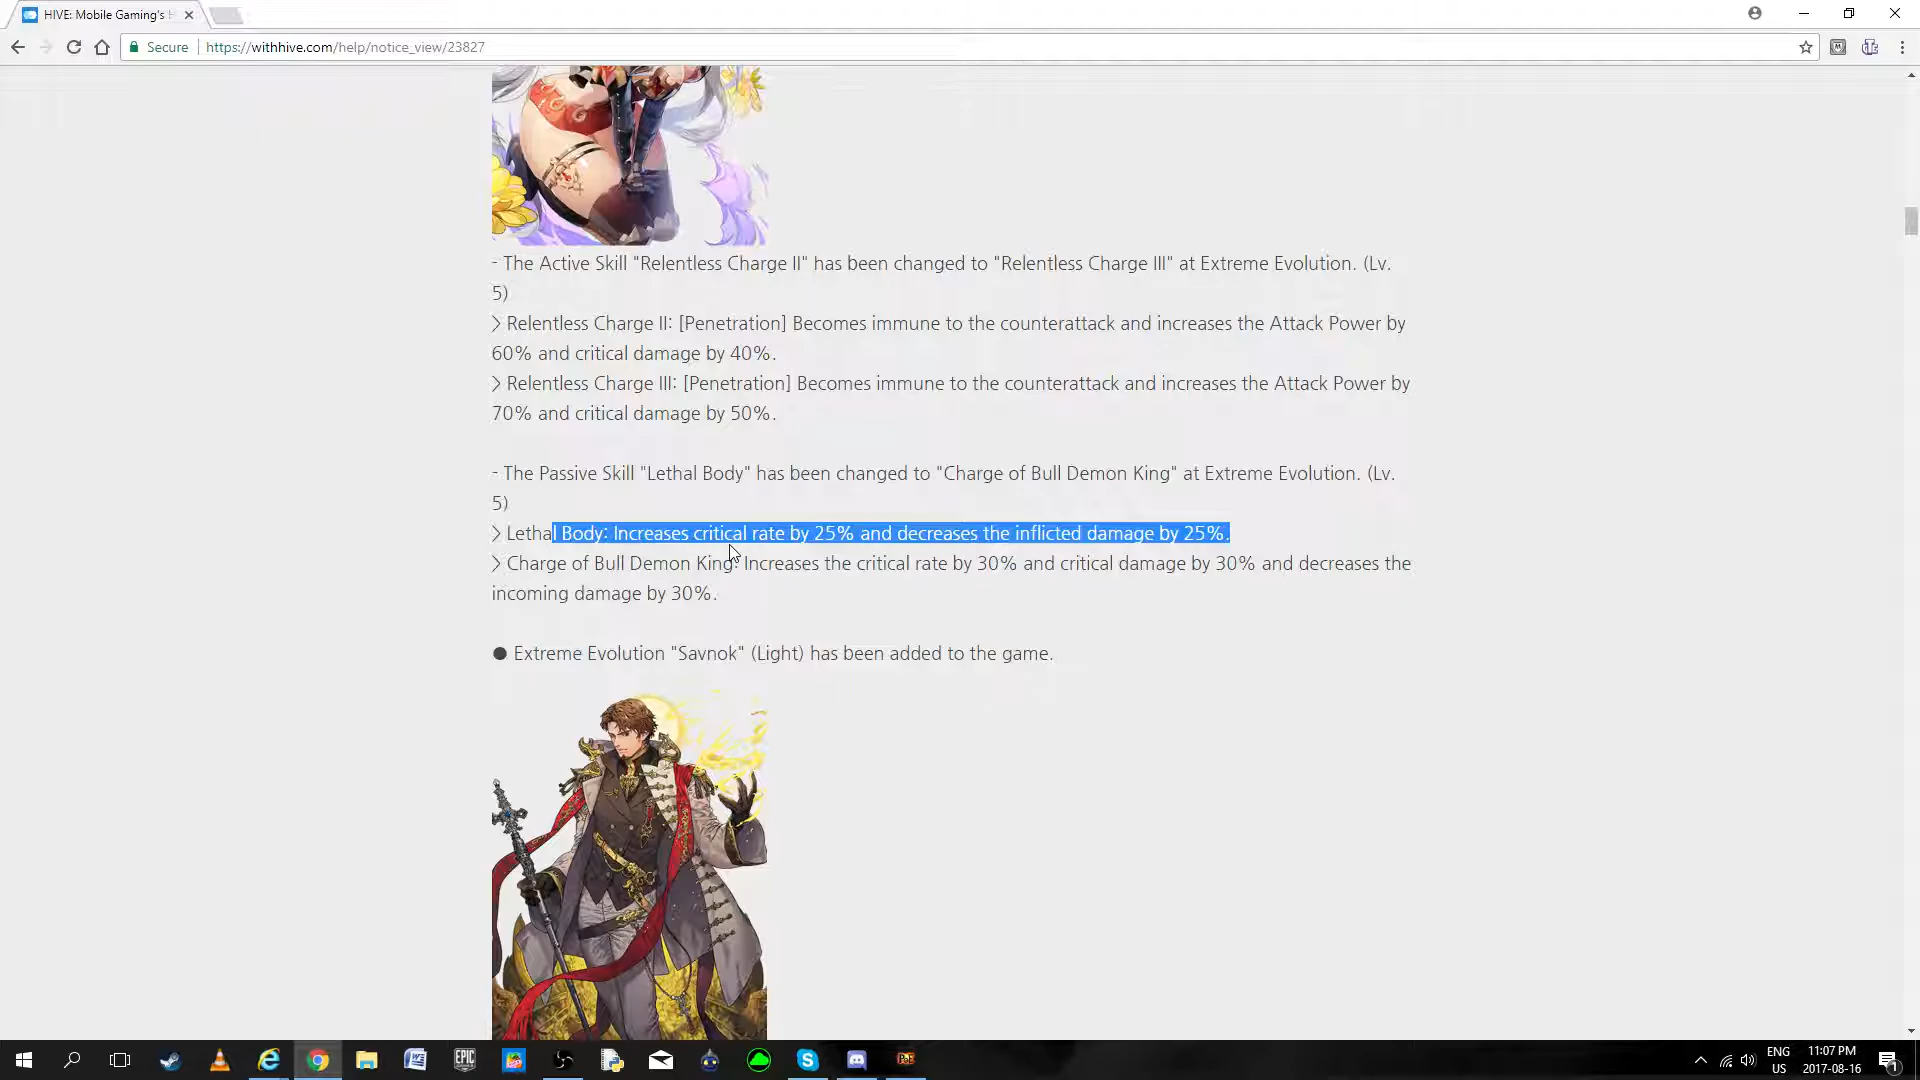 HIVE: Mobile Gaming's H
Secure https://withhive.com/help/notice_view/23827
- The Active Skill "Relentless Charge II" has been changed to "Relentless Charge III" at Extreme Evolution. (Lv.
5)
> Relentless Charge II: [Penetration] Becomes immune to the counterattack and increases the Attack Power by
60% and critical damage by 40%.
> Relentless Charge III: [Penetration] Becomes immune to the counterattack and increases the Attack Power by
70% and critical damage by 50%.
- The Passive Skill "Lethal Body" has been changed to "Charge of Bull Demon King" at Extreme Evolution. (Lv.
5)
> Lethal Body: Increases critical rate by 25% and decreases the inflicted damage by 25%.
> Charge of Bull Demon King: Increases the critical rate by 30% and critical damage by 30% and decreases the
incoming damage by 30%.
● Extreme Evolution "Savnok" (Light) has been added to the game.
EPIC
GAMES
PoE
ENG
US
11:07 PM
2017-08-16
1